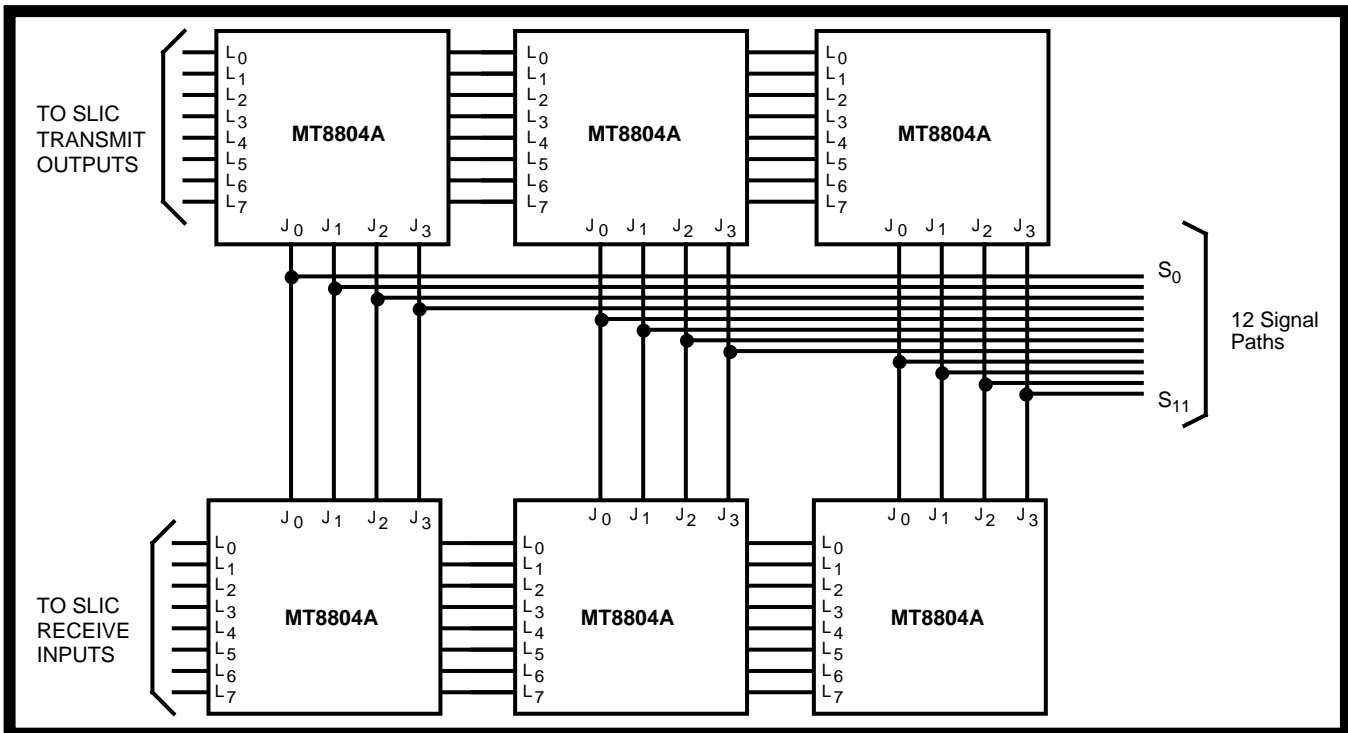 TO SLIC
TRANSMIT
OUTPUTS
L0
L1
L2
L3
L4
L5
L6
L7
MT8804A
J0 J1 J2 J3
L0
L1
L2
L3
L4
L5
L6
L7
MT8804A
J0 J1 J2 J3
L0
L1
L2
L3
L4
L5
L6
L7
MT8804A
J0 J1 J2 J3
S0
12 Signal
Paths
S11
TO SLIC
RECEIVE
INPUTS
J0 J1 J2 J3
L0
L1
L2
L3
L4
L5
L6
L7
MT8804A
J0 J1 J2 J3
L0
L1
L2
L3
L4
L5
L6
L7
MT8804A
J0 J1 J2 J3
L0
L1
L2
L3
L4
L5
L6
L7
MT8804A